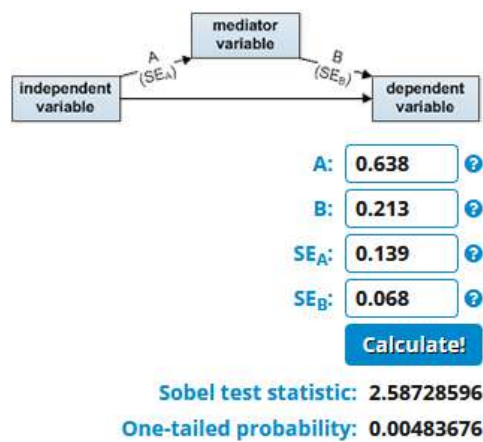 mediator
variable
A
(SEA)
B
(SEB)
independent
variable
dependent
variable
A: 0.638 ?
B: 0.213 ?
SEA: 0.139 ?
SEB: 0.068 ?
Calculate!
Sobel test statistic: 2.58728596
One-tailed probability: 0.00483676